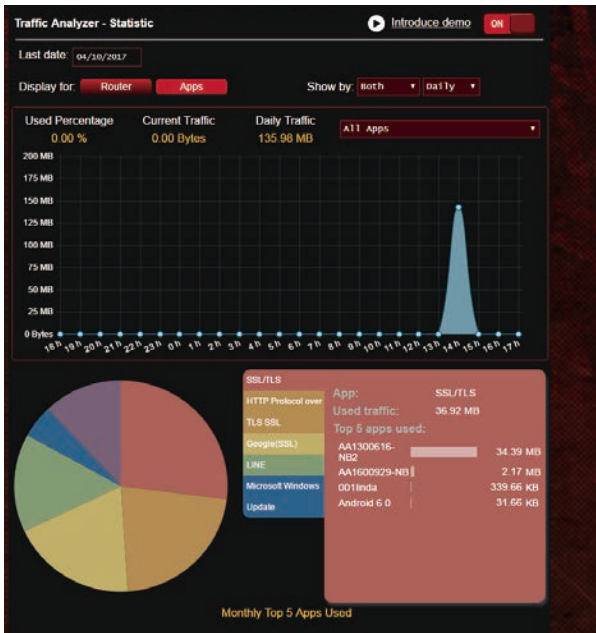 Traffic Analyzer - Statistic
Introduce demo
ON
Last date: 04/10/2017
Display for: Router Apps
Show by: Both Daily
Used Percentage Current Traffic Daily Traffic
0.00 % 0.00 Bytes 135.98 MB
All Apps
200 MB
175 MB
150 MB
125 MB
100 MB
75 MB
50 MB
25 MB
0 Bytes
18h 19h 20h 21h 22h 23h 0h 1h 2h 3h 4h 5h 6h 7h 8h 9h 10h 11h 12h 13h 14h 15h 16h 17h
SSL/TLS
HTTP Protocol over
TLS SSL
Google(SSL)
LINE
Microsoft Windows
Update
App: SSL/TLS
Used traffic: 36.92 MB
Top 5 apps used:
AA1300616-
NB2 34.39 MB
AA1600929-NB 2.17 MB
001linda 339.66 KB
Android 6 0 31.66 KB
Monthly Top 5 Apps Used